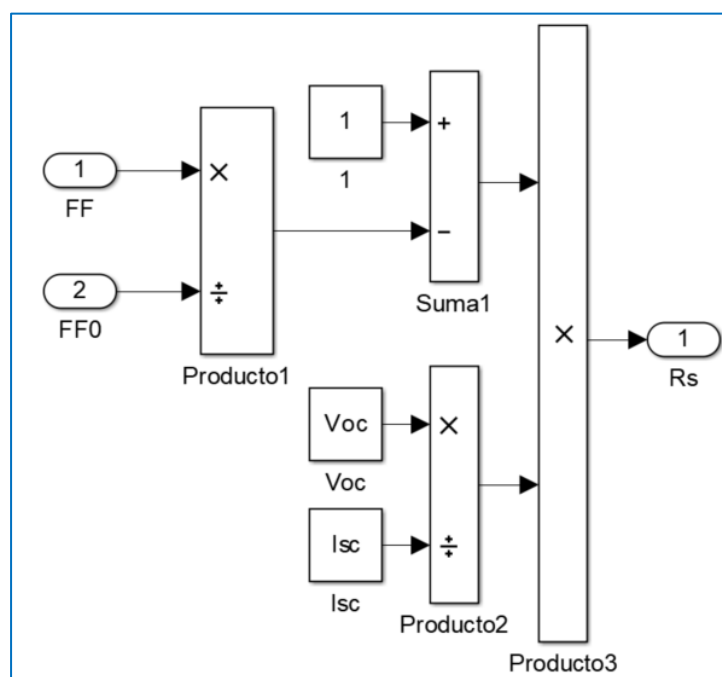 1
FF
×
÷
2
FF0
Producto1
1
1
+
−
Suma1
Voc
Voc
×
÷
Isc
Isc
Producto2
×
Producto3
1
Rs